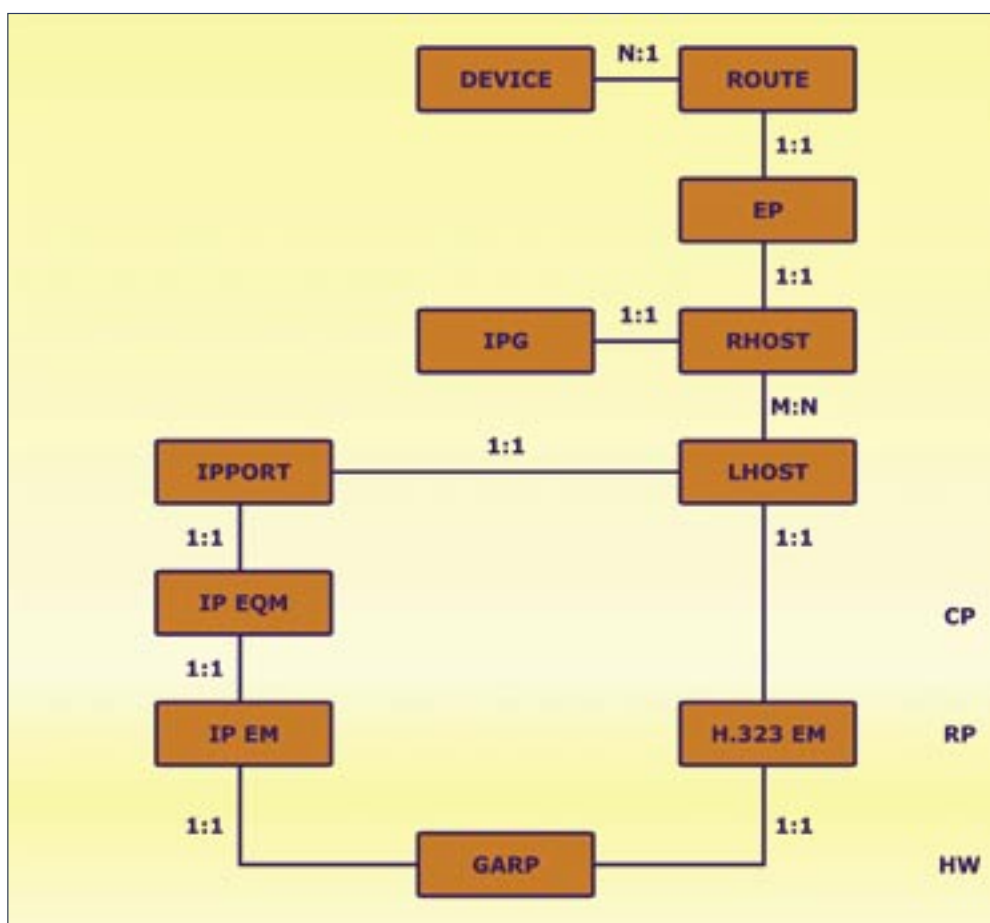 N:1
DEVICE
ROUTE
1:1
EP
1:1
1:1
IPG
RHOST
M:N
1:1
IPPORT
LHOST
1:1
1:1
IP EQM
CP
1:1
IP EM
H.323 EM
RP
1:1
1:1
GARP
HW